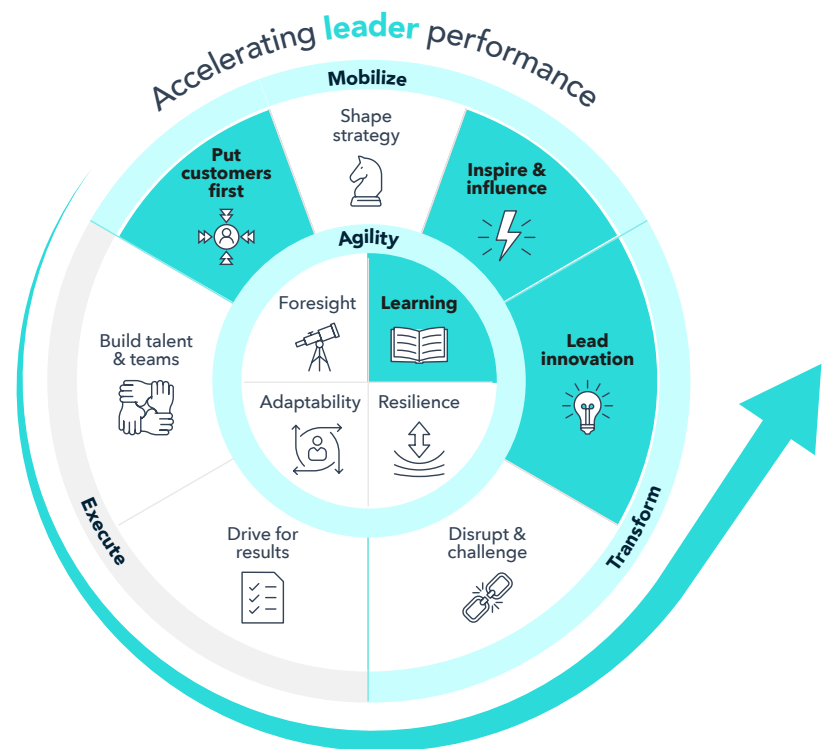 Accelerating leader performance
Mobilize
Shape
strategy
Put
customers
first
Inspire &
influence
Agility
Foresight
Learning
Build talent
& teams
Lead
innovation
Adaptability
Resilience
Execute
Transform
Drive for
results
Disrupt &
challenge